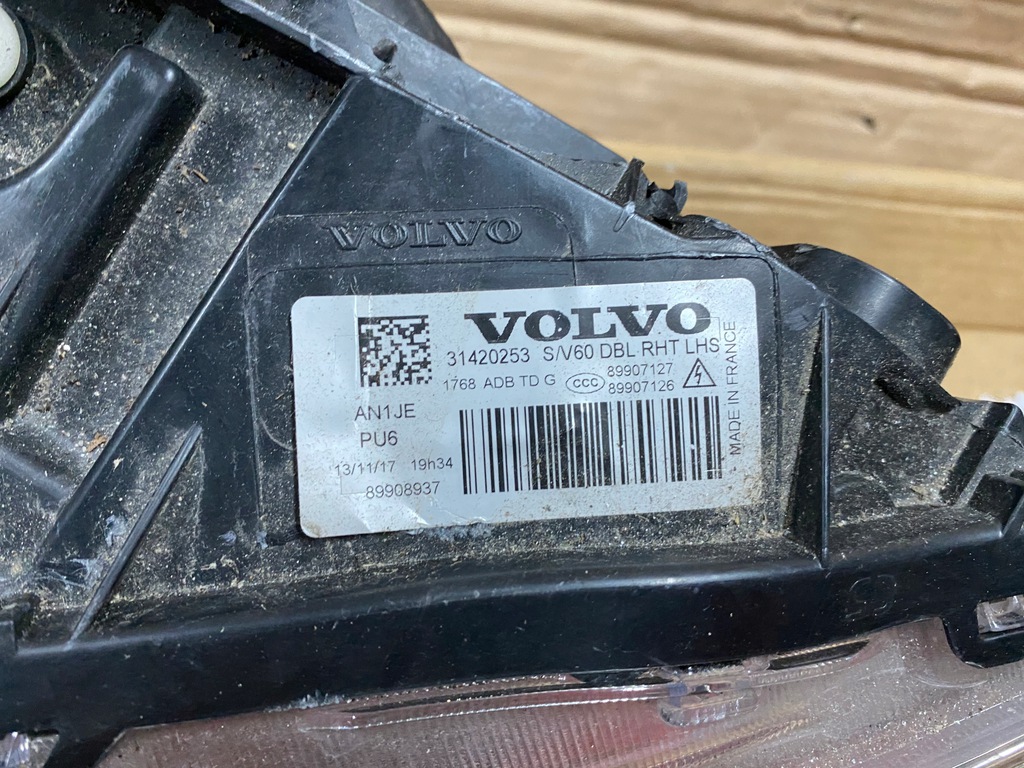 VOLVO
VOLVO
31420253 S/V60 DBL RHT LHS
1768 ADB TD G CCC 89907127
89907126
AN1JE
PU6
13/11/17 19h34
89908937
MADE IN FRANCE